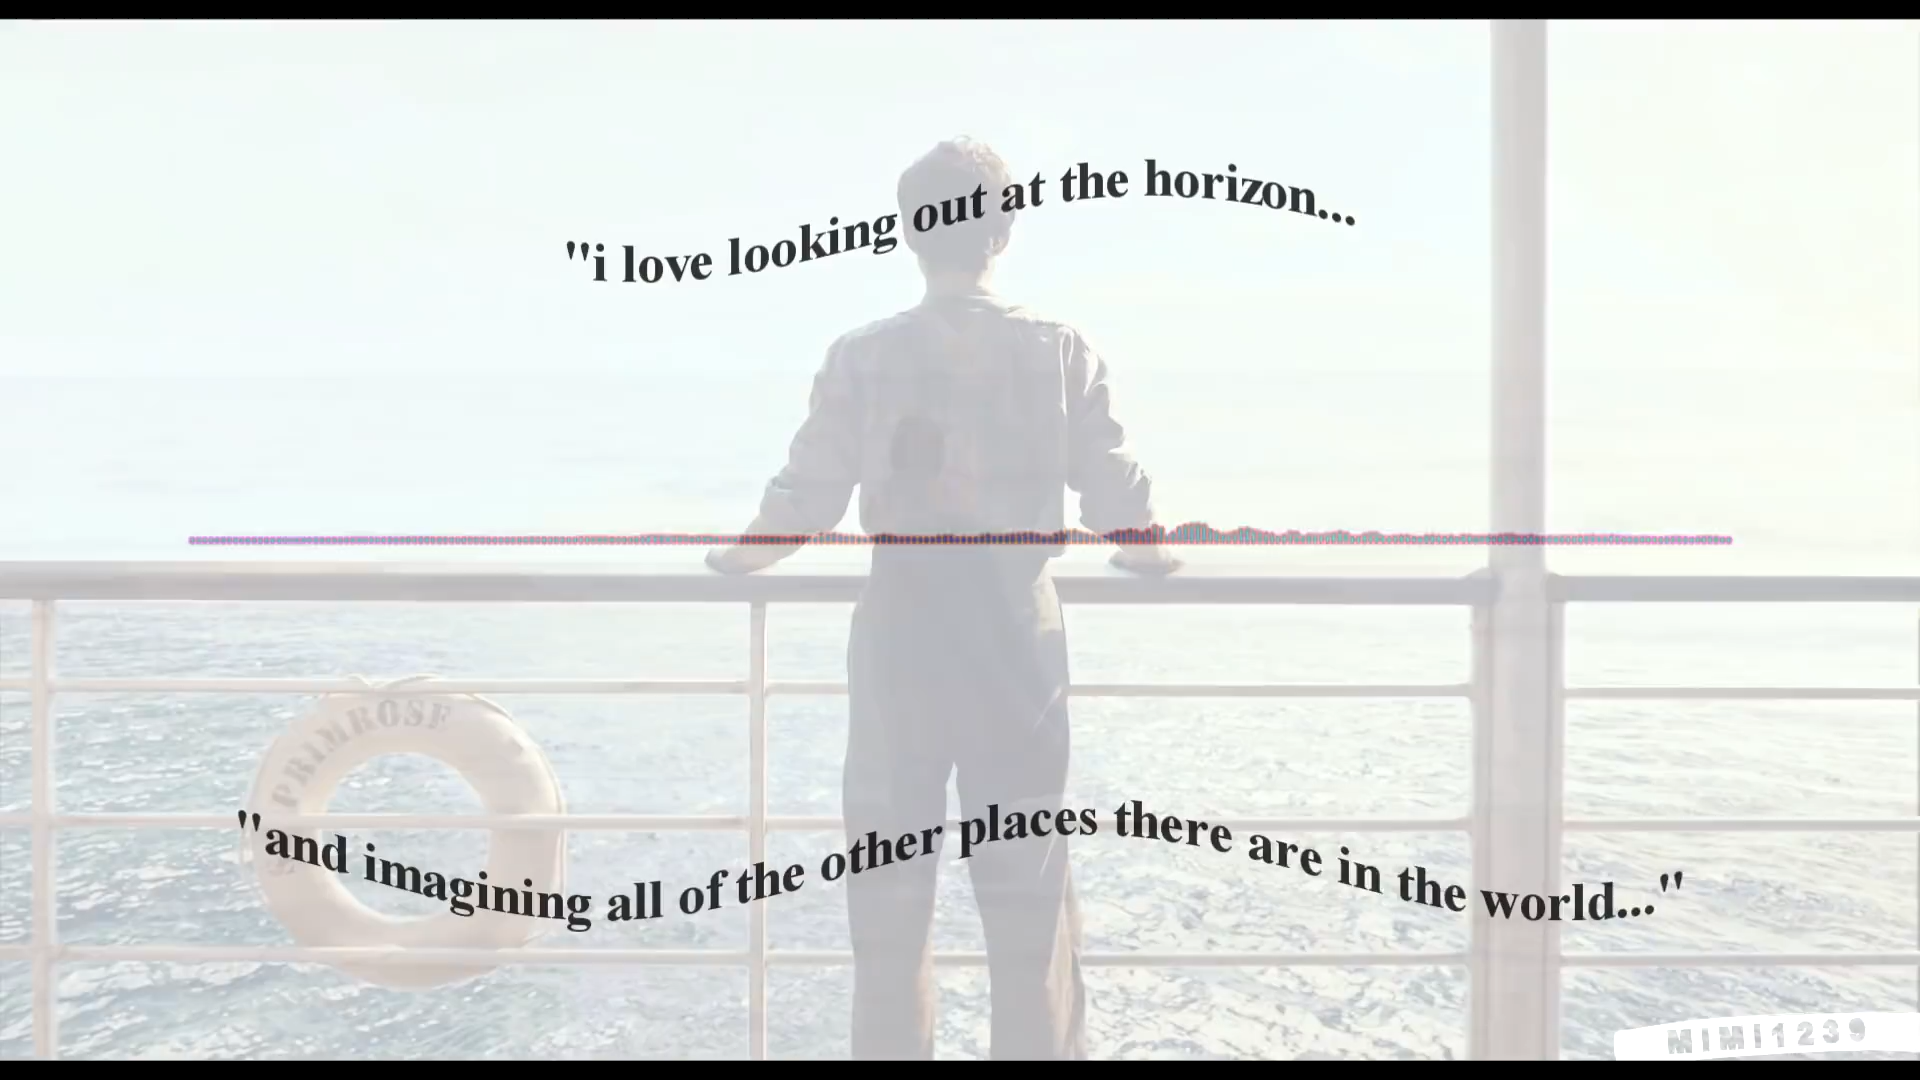 "i love looking out at the horizon...
PRIMROSE
"and imagining all of the other places there are in the world..."
MIMI1239